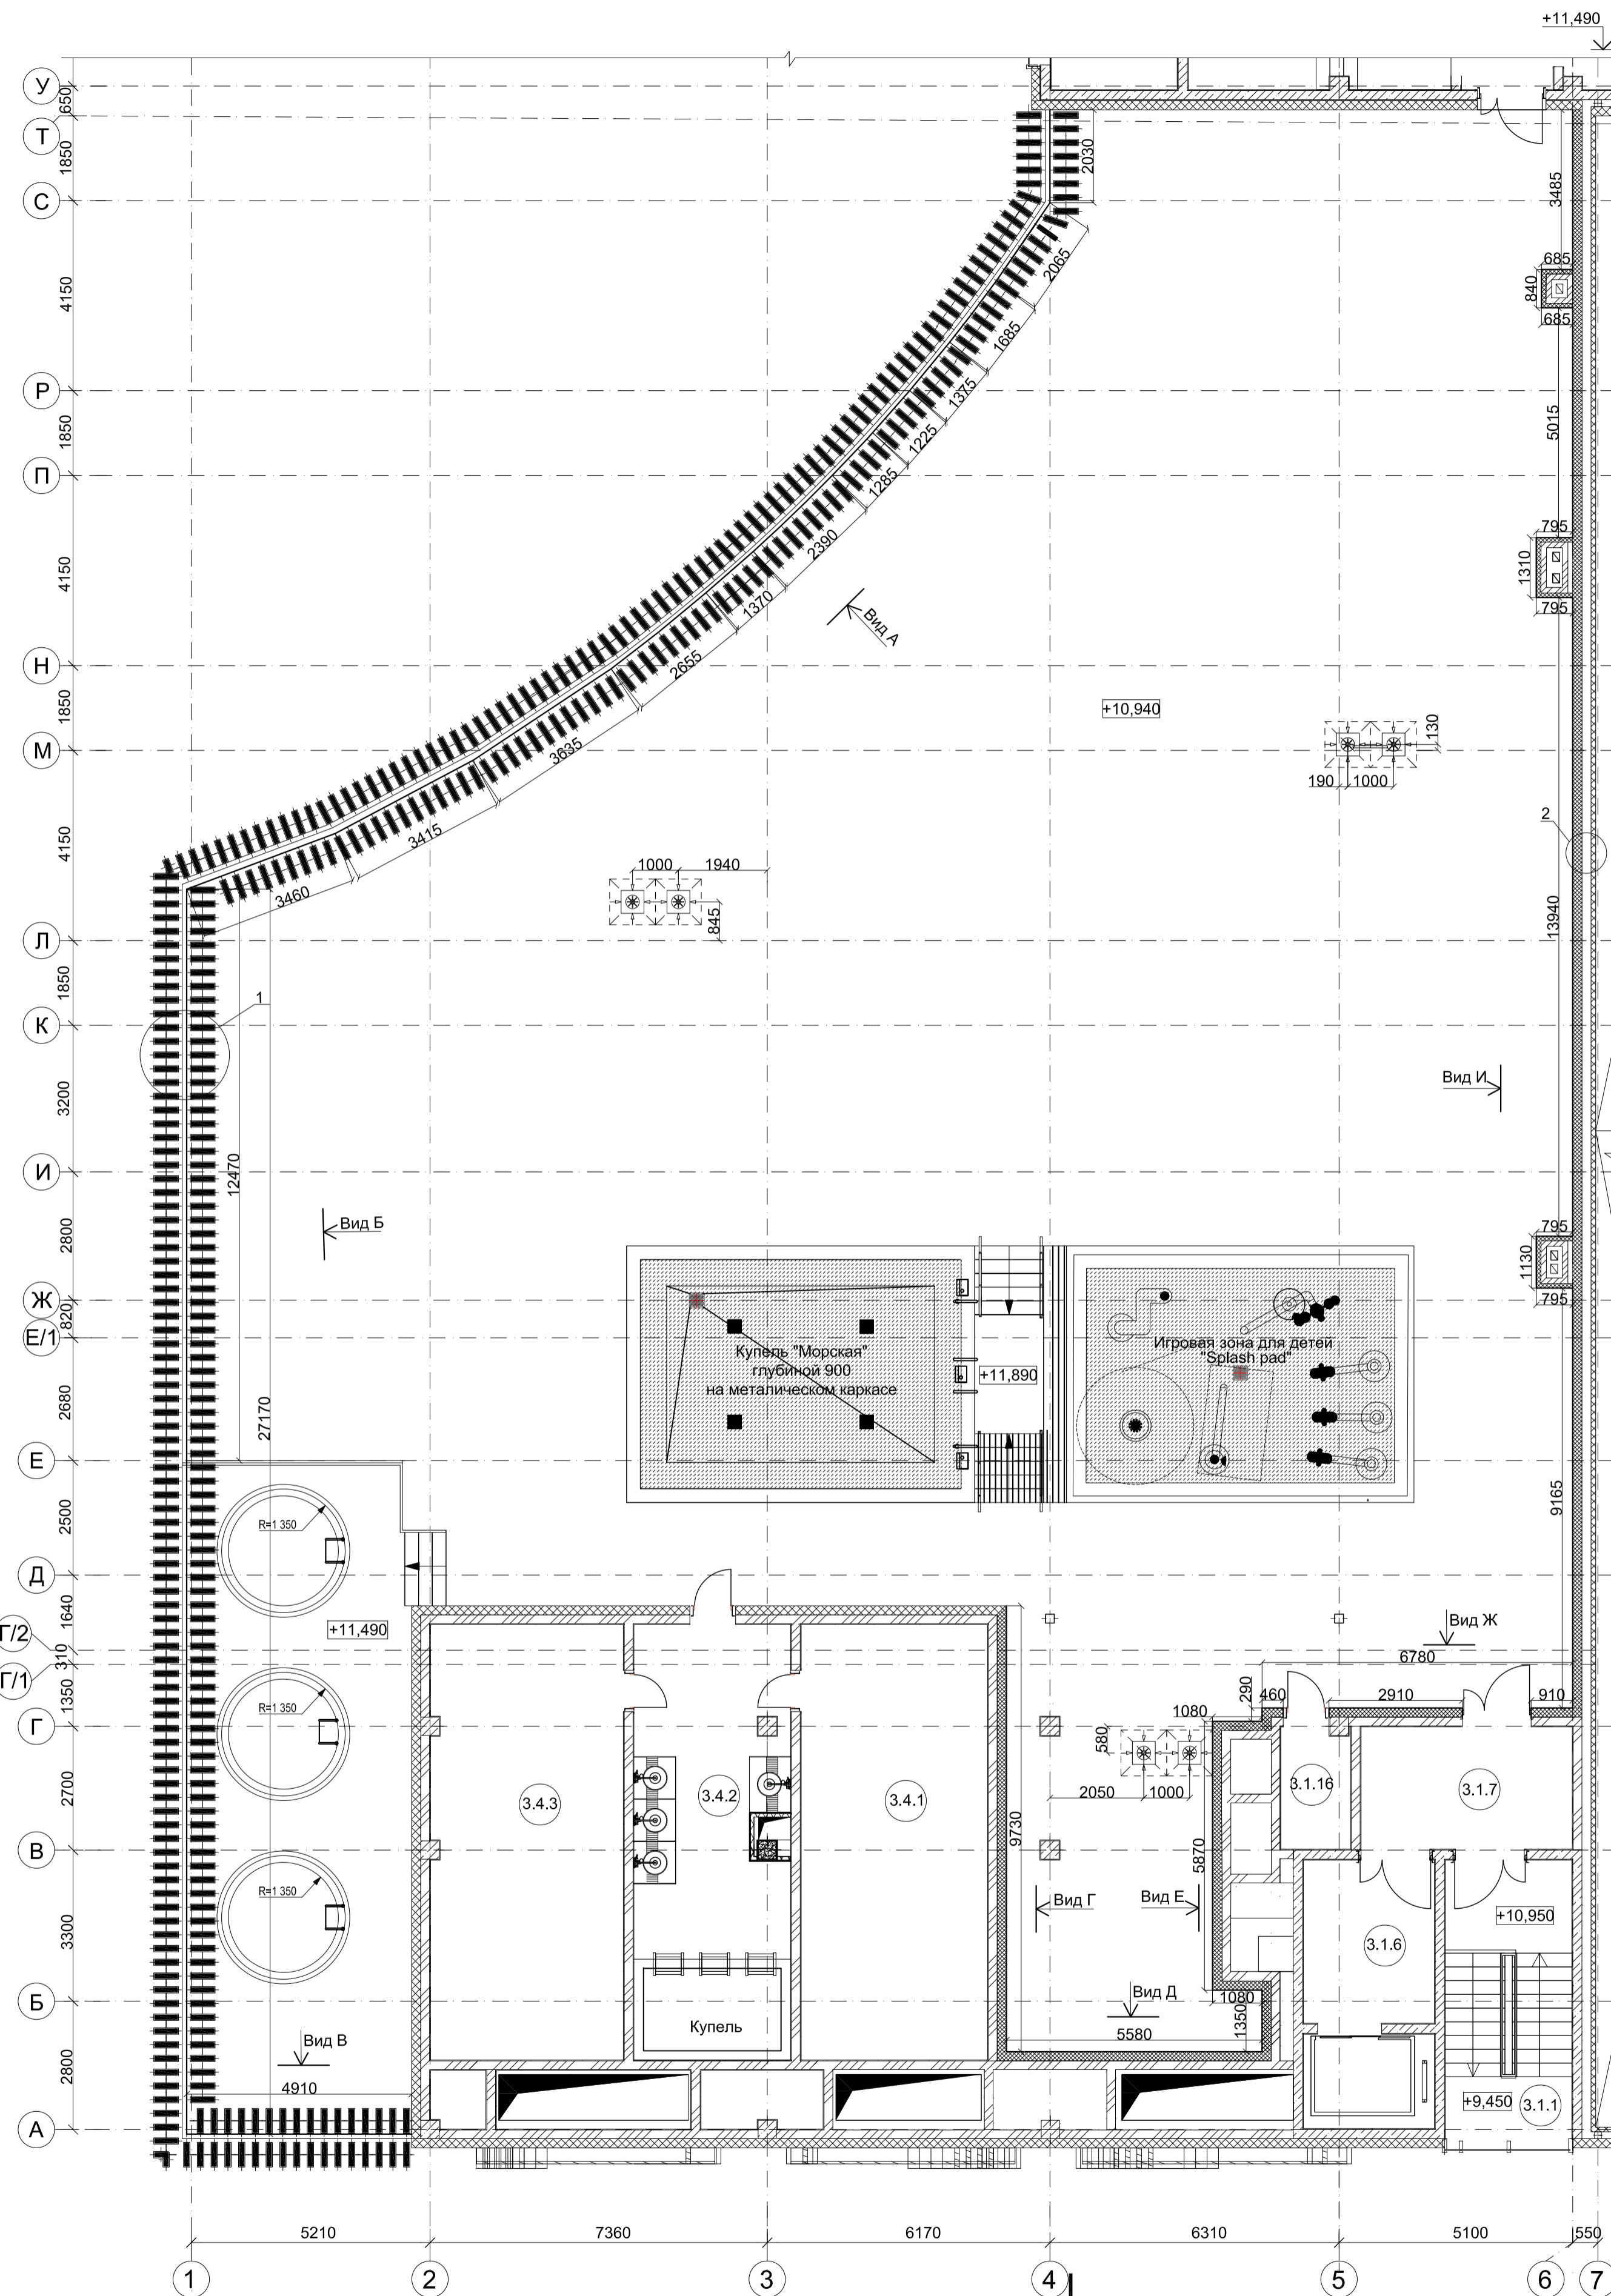 +11,490
У
650
Т
1850
2030
3485
С
2065
685
840
685
4150
1685
1375
Р
1225
5015
1850
П
1285
795
2390
1310
4150
1370
795
Вид А
2655
Н
+10,940
1850
130
М
3635
190
1000
2
3415
4150
1000
1940
3460
845
13940
Л
1850
1
К
Вид И
3200
12470
И
Вид Б
795
2800
1130
Ж
795
820
Е/1
Купель "Морская"
глубиной 900
на металическом каркасе
+11,890
Игровая зона для детей
"Splash pad"
2680
27170
Е
9165
2500
R=1 350
Д
1640
+11,490
Вид Ж
Г/2
310
6780
Г/1
1350
290
460
2910
910
R=1 350
1080
Г
580
2050
1000
3.1.16
3.1.7
2700
3.4.3
3.4.2
3.4.1
9730
5870
В
R=1 350
Вид Г
Вид Е
+10,950
3300
3.1.6
Б
Вид Д
1080
Купель
5580
1350
Вид В
2800
4910
+9,450
3.1.1
А
5210
7360
6170
6310
5100
550
1
2
3
4
5
6
7